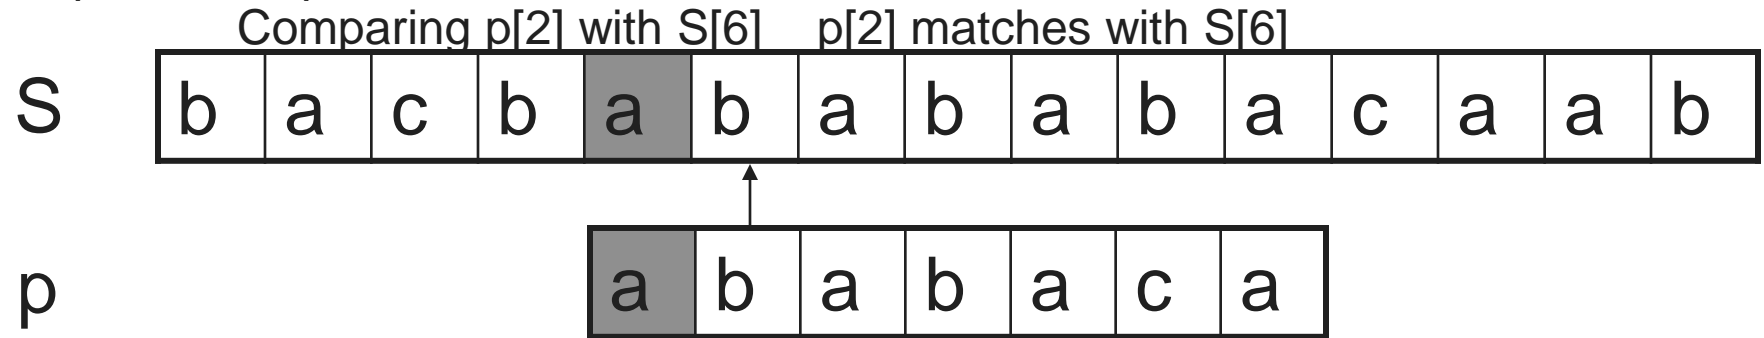 Comparing p[2] with S[6] p[2] matches with S[6]
S b a c b a b a b a b a c a a b
p a b a b a c a